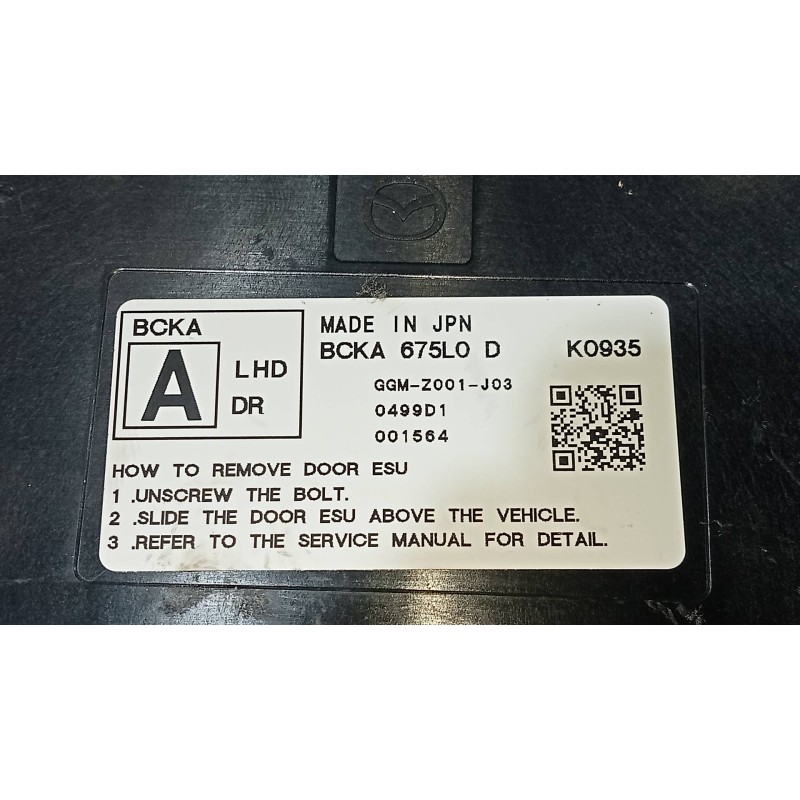 BCKA
A
LHD
DR
MADE IN JPN
BCKA 675L0 D K0935
GGM-Z001-J03
0499D1
001564
HOW TO REMOVE DOOR ESU
1 .UNSCREW THE BOLT.
2 .SLIDE THE DOOR ESU ABOVE THE VEHICLE.
3 .REFER TO THE SERVICE MANUAL FOR DETAIL.